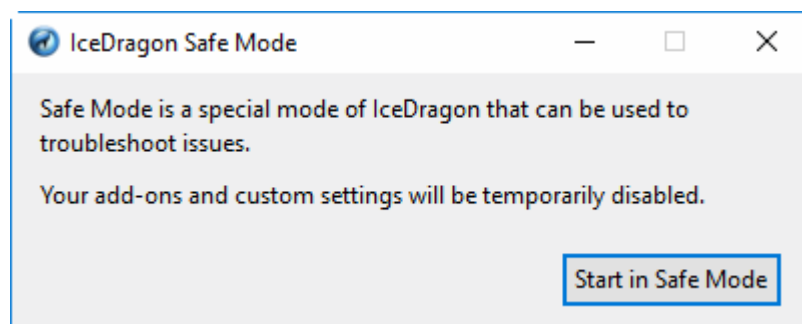 IceDragon Safe Mode
Safe Mode is a special mode of IceDragon that can be used to
troubleshoot issues.
Your add-ons and custom settings will be temporarily disabled.
Start in Safe Mode